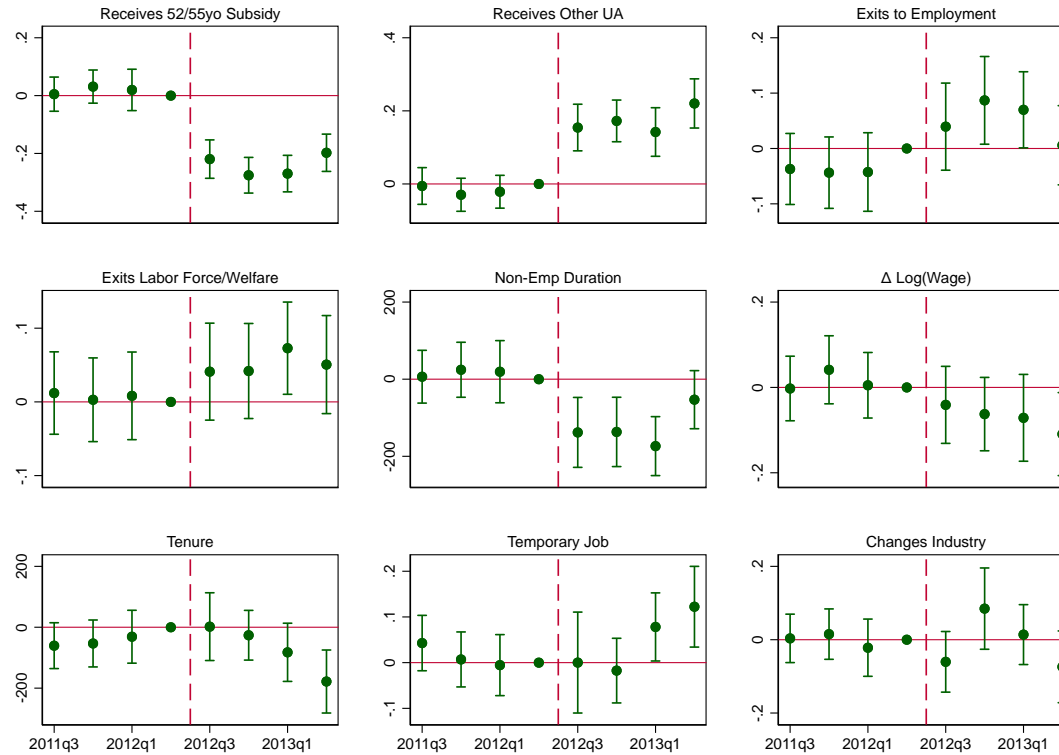 Receives 52/55yo Subsidy
Receives Other UA
Exits to Employment
.2
0
-.2
-.4
.4
.2
0
.2
.1
0
-.1
Exits Labor Force/Welfare
Non-Emp Duration
Δ Log(Wage)
.1
0
-.1
200
0
-200
.2
0
-.2
Tenure
Temporary Job
Changes Industry
200
0
-200
.2
.1
0
-.1
.2
0
-.2
2011q3 2012q1 2012q3 2013q1
2011q3 2012q1 2012q3 2013q1
2011q3 2012q1 2012q3 2013q1